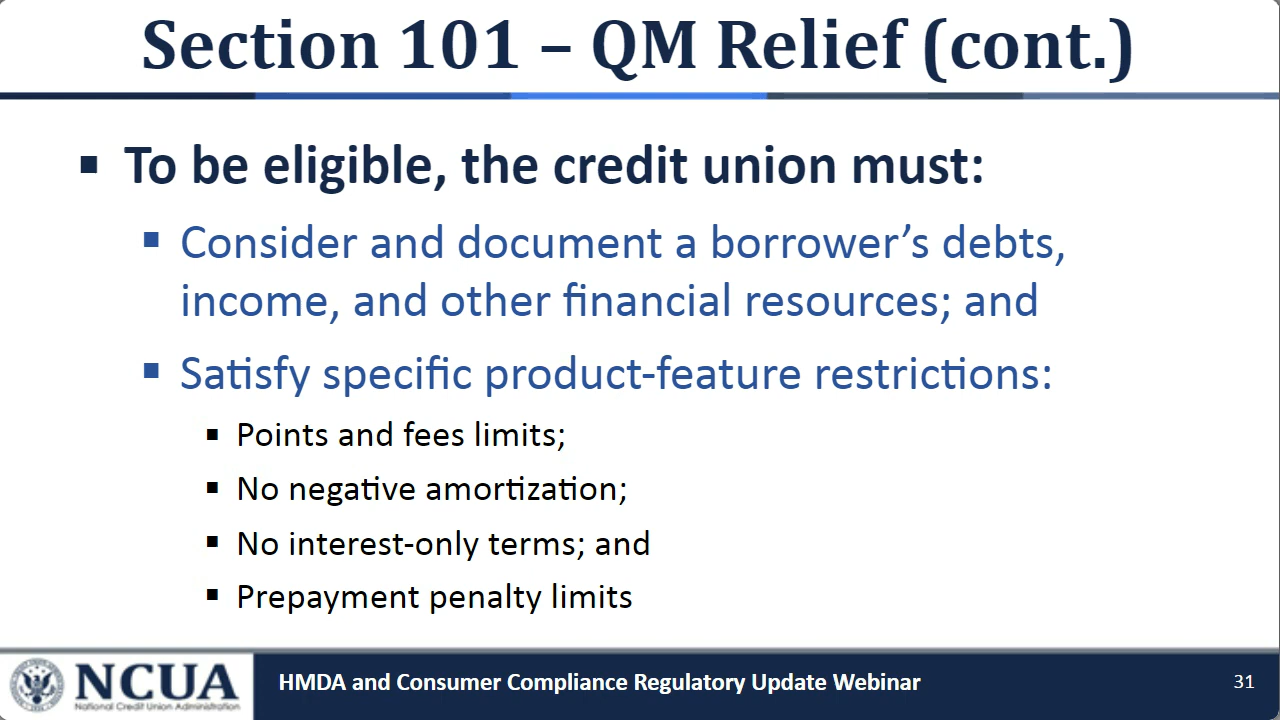 Section 101 – QM Relief (cont.)
▪ To be eligible, the credit union must:
▪ Consider and document a borrower’s debts,
income, and other financial resources; and
▪ Satisfy specific product-feature restrictions:
▪ Points and fees limits;
▪ No negative amortization;
▪ No interest-only terms; and
▪ Prepayment penalty limits
NCUA
National Credit Union Administration
HMDA and Consumer Compliance Regulatory Update Webinar
31